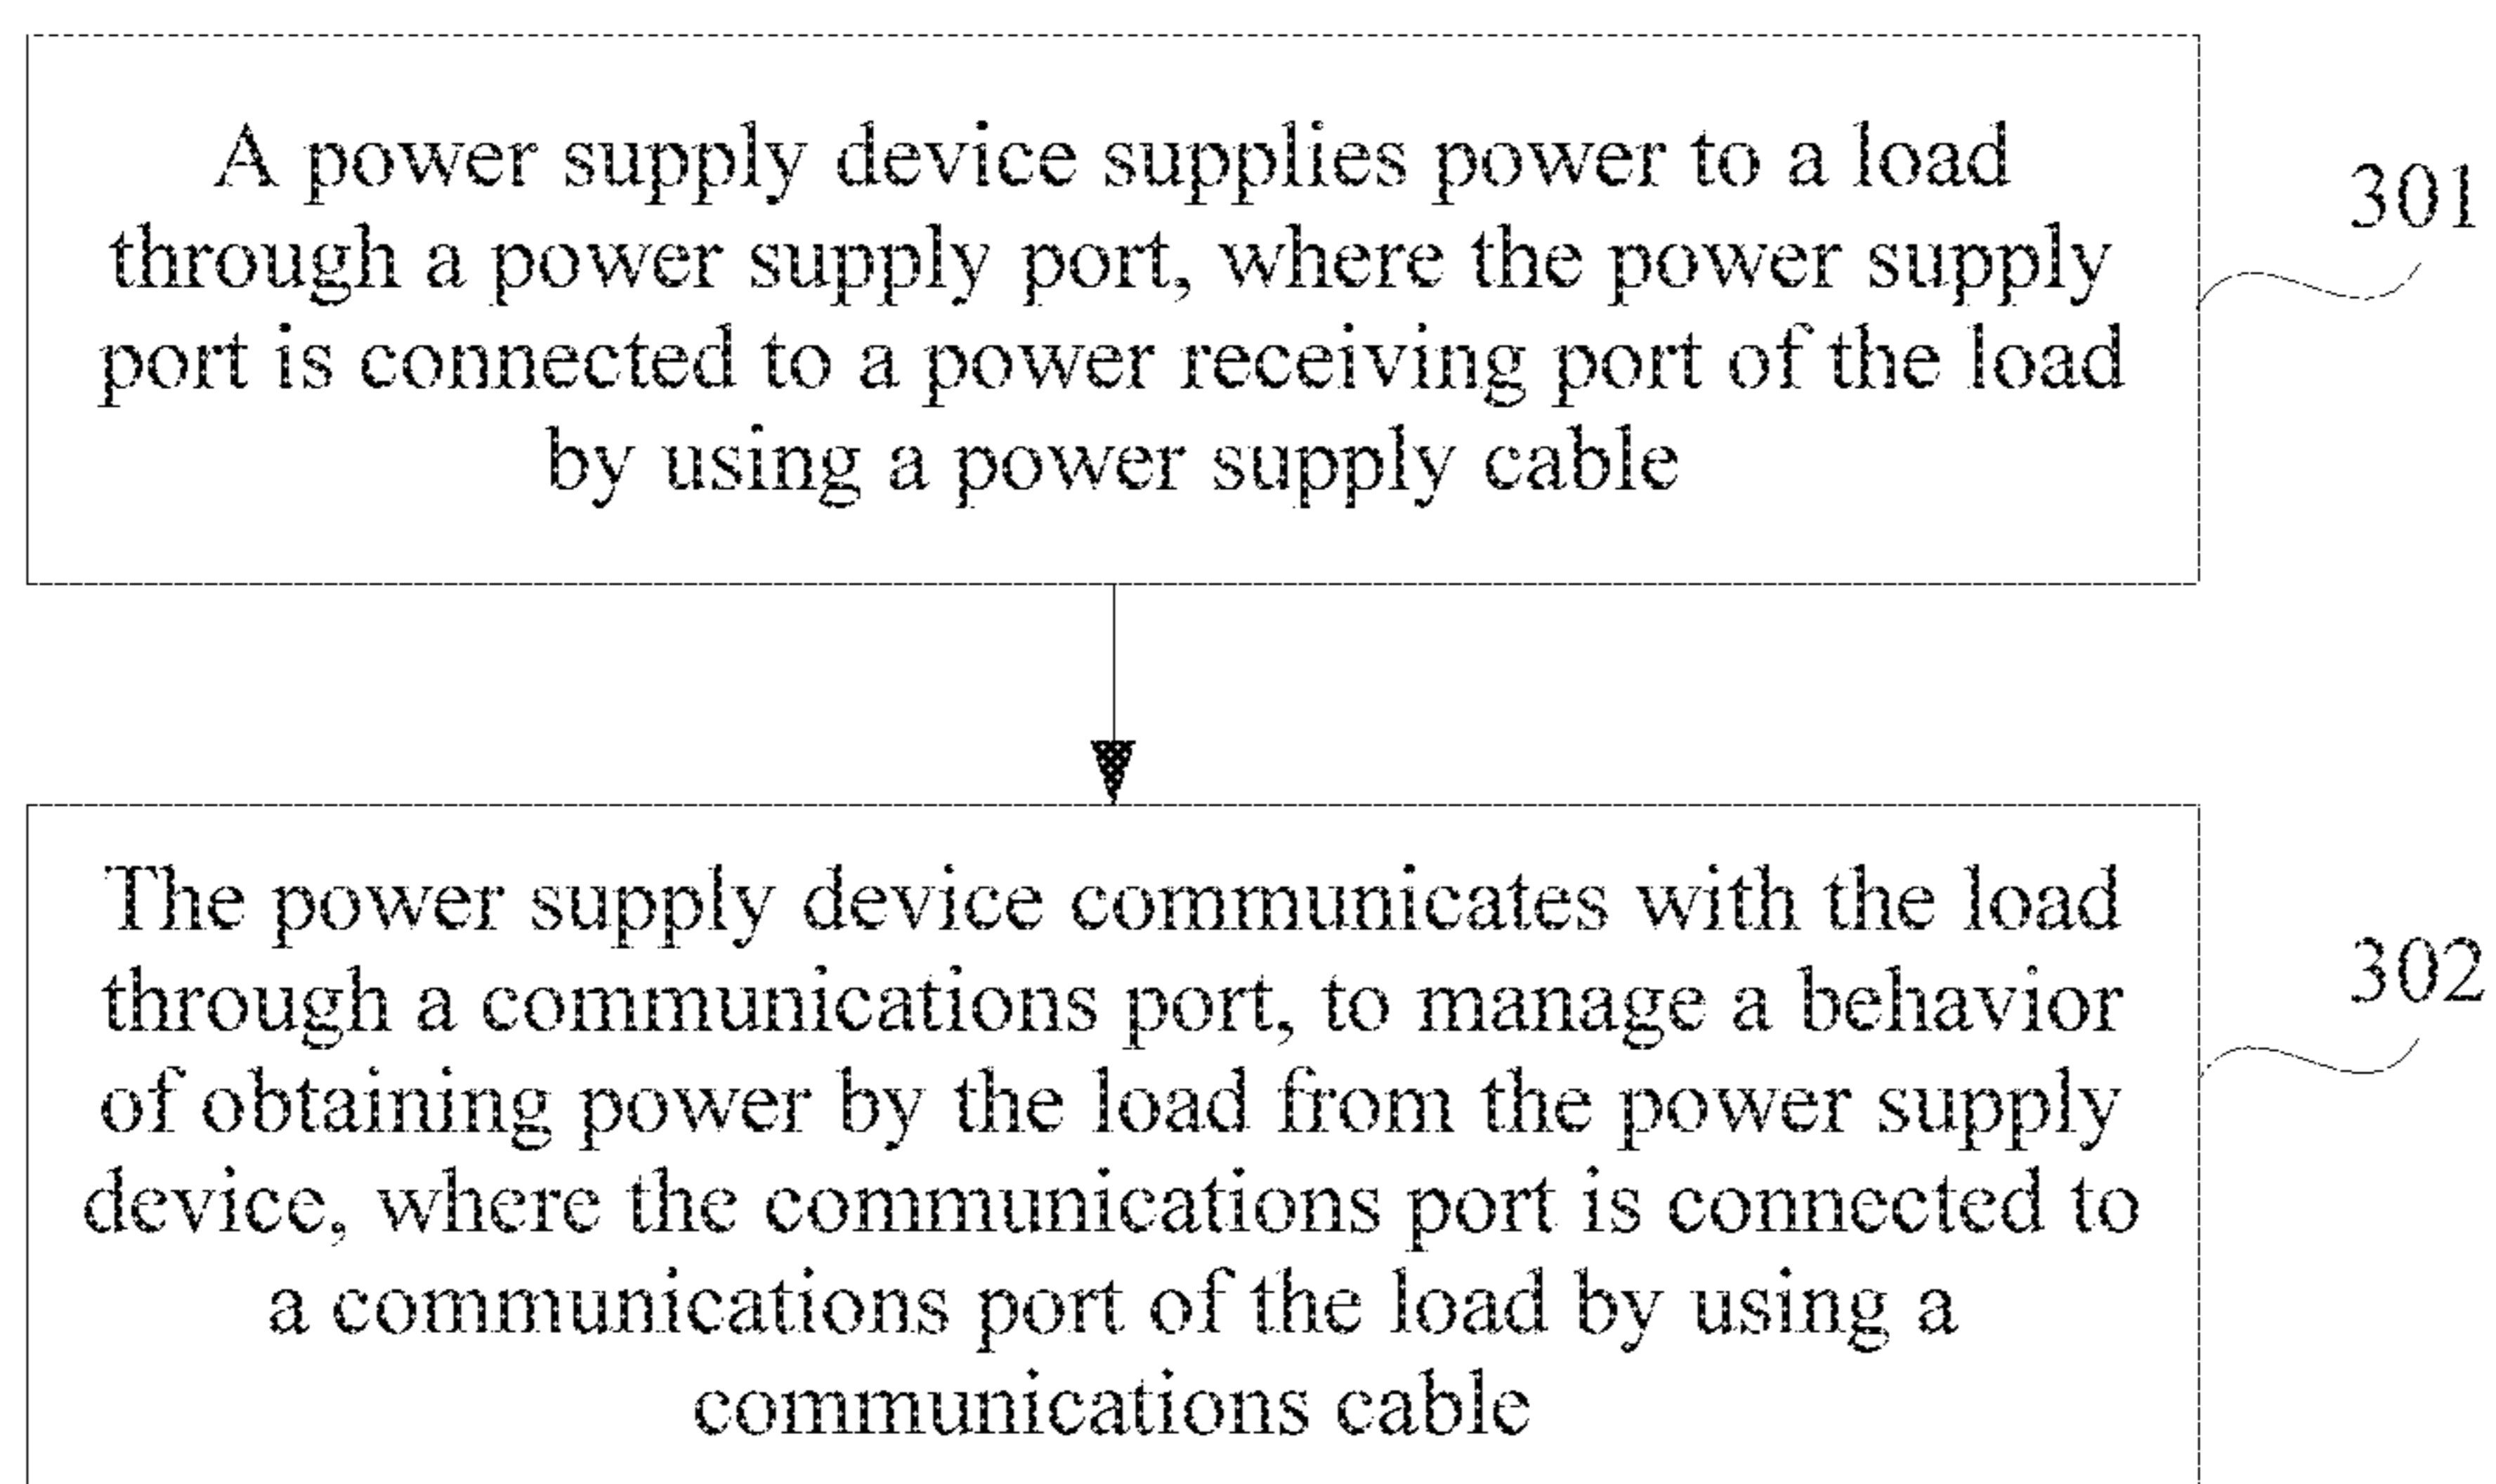 A power supply device supplies power to a load
through a power supply port, where the power supply
port is connected to a power receiving port of the load
by using a power supply cable
301
The power supply device communicates with the load
through a communications port, to manage a behavior
of obtaining power by the load from the power supply
device, where the communications port is connected to
a communications port of the load by using a
communications cable
302